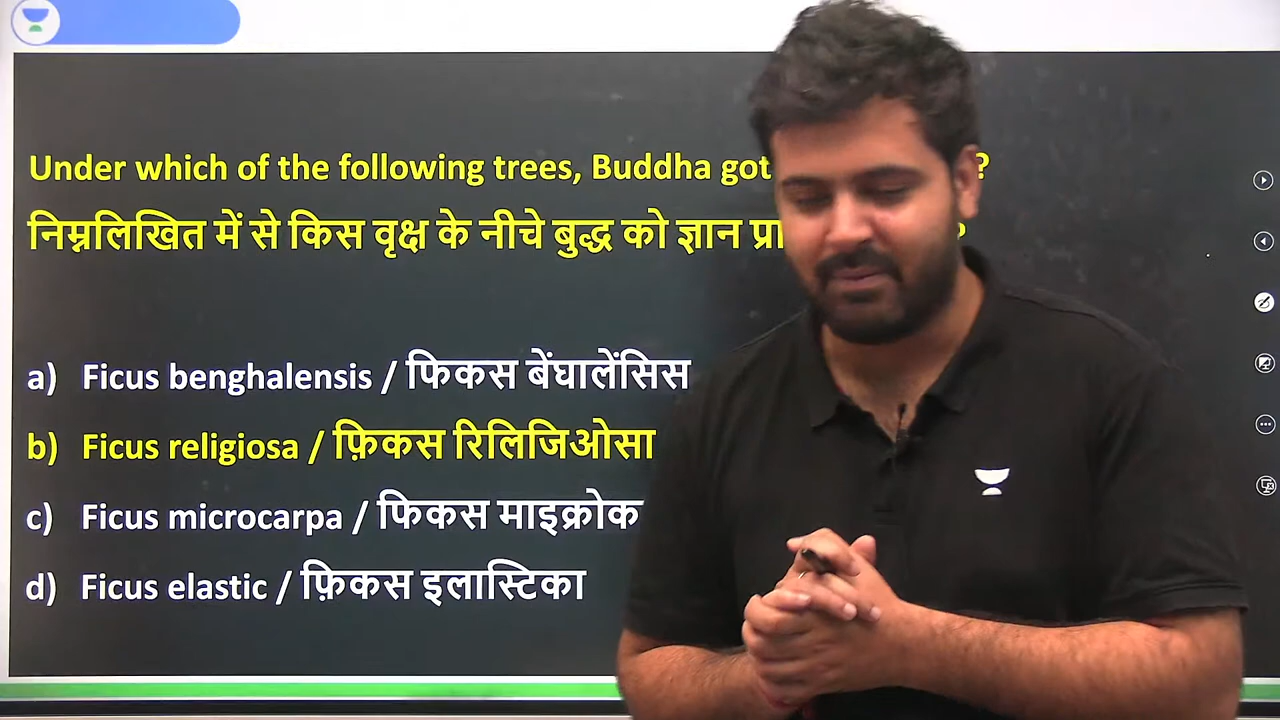 Under which of the following trees, Buddha got ?
निम्नलिखित में से किस वृक्ष के नीचे बुद्ध को ज्ञान ?
a) Ficus benghalensis / फिकस बेंघालेंसिस
b) Ficus religiosa / फ़िकस रिलिजिओसा
c) Ficus microcarpa / फिकस
d) Ficus elastic / फ़िकस इलास्टिका